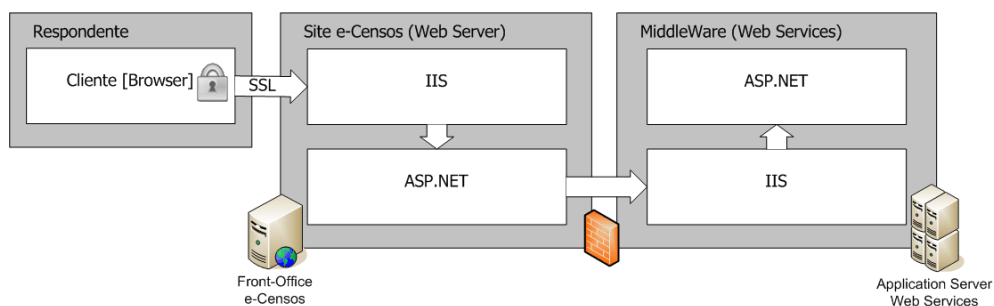 Respondente
Cliente [Browser]
SSL
Site e-Censos (Web Server)
IIS
ASP.NET
MiddleWare (Web Services)
ASP.NET
IIS
Front-Office
e-Censos
Application Server
Web Services